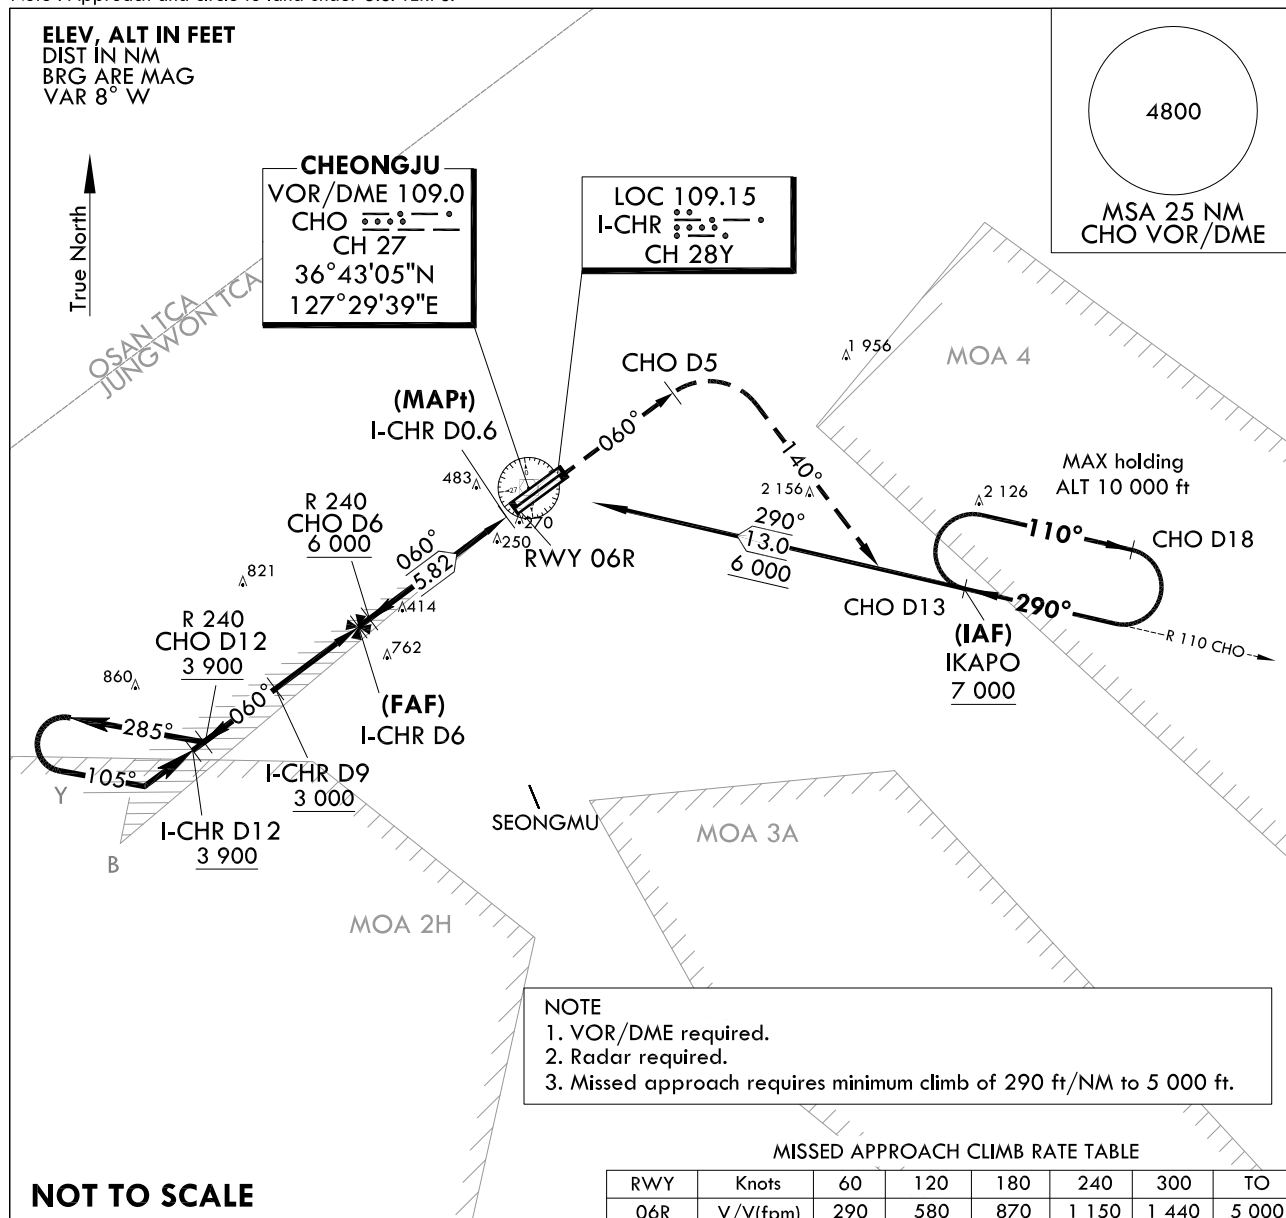 ELEV, ALT IN FEET
DIST IN NM
BRG ARE MAG
VAR 8° W
True North
OSAN TCA
JUNGWON TCA
CHEONGJU
VOR/DME 109.0
CHO
CH 27
36°43'05"N
127°29'39"E
LOC 109.15
I-CHR
CH 28Y
4800
MSA 25 NM
CHO VOR/DME
MOA 4
1 956
CHO D5
060°
140°
(MAPt)
I-CHR D0.6
483
270
250
RWY 06R
2 156
290°
13.0
6 000
MAX holding
ALT 10 000 ft
2 126
110°
CHO D18
290°
CHO D13
(IAF)
IKAPO
7 000
R 110 CHO
R 240
CHO D6
6 000
060°
5.82
821
414
762
R 240
CHO D12
3 900
860
(FAF)
I-CHR D6
060°
285°
105°
I-CHR D9
3 000
I-CHR D12
3 900
Y
B
SEONGMU
MOA 3A
MOA 2H
NOTE
1. VOR/DME required.
2. Radar required.
3. Missed approach requires minimum climb of 290 ft/NM to 5 000 ft.
MISSED APPROACH CLIMB RATE TABLE
RWY Knots 60 120 180 240 300 TO
06R V/V(fpm) 290 580 870 1 150 1 440 5 000
NOT TO SCALE